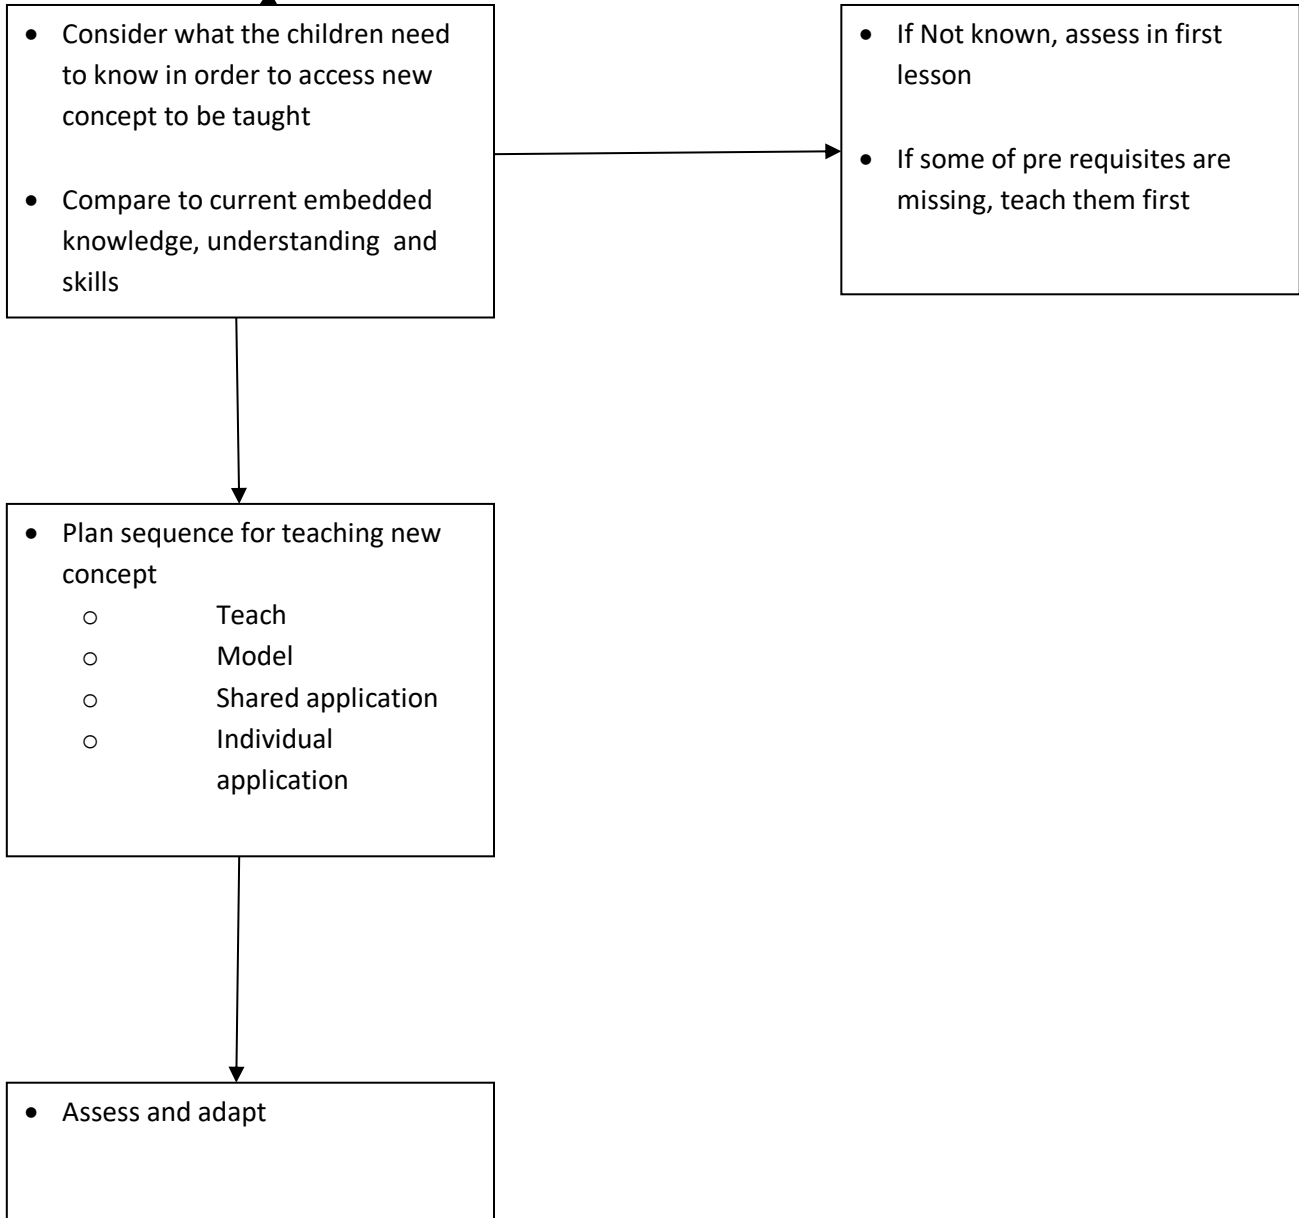 • Consider what the children need
to know in order to access new
concept to be taught
• Compare to current embedded
knowledge, understanding  and
skills
• If Not known, assess in first
lesson
• If some of pre requisites are
missing, teach them first
• Plan sequence for teaching new
concept
o Teach
o Model
o Shared application
o Individual
application
• Assess and adapt